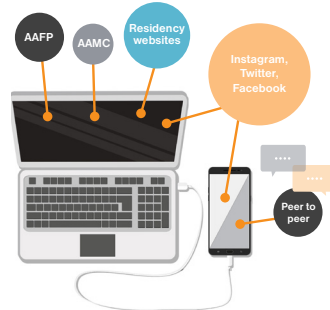 AAFP
AAMC
Residency
websites
Instagram,
Twitter,
Facebook
Peer to
peer